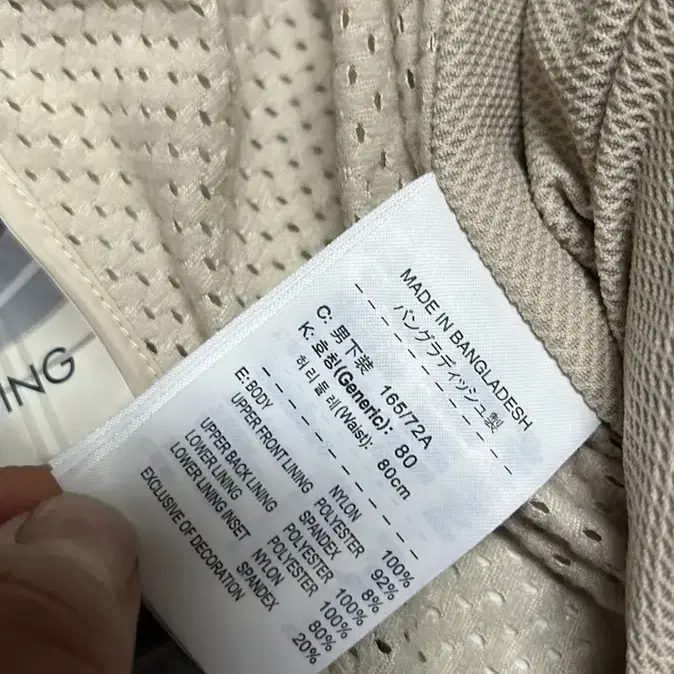 MADE IN BANGLADESH
バングラディッシュ製
C: 男下装 165/72A
K: 호칭(Generic): 80
허리둘레(Waist): 80cm
E: BODY NYLON 100%
UPPER FRONT LINING POLYESTER 92%
SPANDEX 8%
UPPER BACK LINING POLYESTER 100%
LOWER LINING POLYESTER 100%
LOWER LINING INSET NYLON 80%
SPANDEX 20%
EXCLUSIVE OF DECORATION
ING